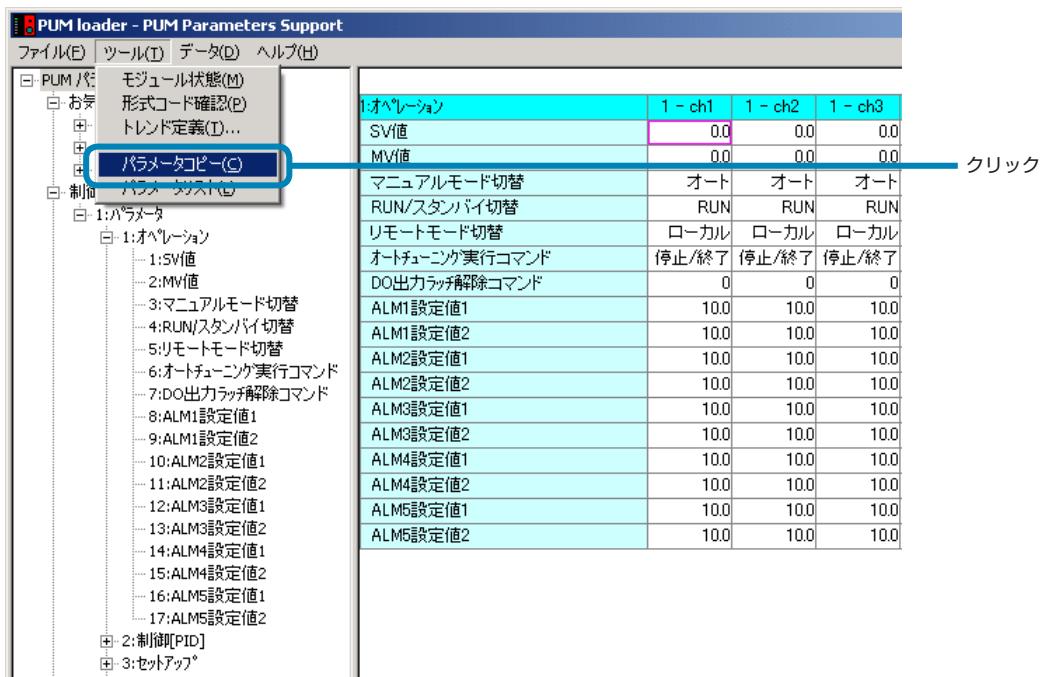 PUM loader - PUM Parameters Support
ファイル(F) ツール(T) データ(D) ヘルプ(H)
モジュール状態(M)
形式コード確認(P)
トレンド定義(T)...
パラメータコピー(C)
パラメータリスト(L)
クリック
PUM パ
お気
制御
1:パラメータ
1:オペレーション
1:SV値
2:MV値
3:マニュアルモード切替
4:RUN/スタンバイ切替
5:リモートモード切替
6:オートチューニング実行コマンド
7:DO出力ラッチ解除コマンド
8:ALM1設定値1
9:ALM1設定値2
10:ALM2設定値1
11:ALM2設定値2
12:ALM3設定値1
13:ALM3設定値2
14:ALM4設定値1
15:ALM4設定値2
16:ALM5設定値1
17:ALM5設定値2
2:制御[PID]
3:セットアップ
1:オペレーション 1 - ch1 1 - ch2 1 - ch3
SV値 0.0 0.0 0.0
MV値 0.0 0.0 0.0
マニュアルモード切替 オート オート オート
RUN/スタンバイ切替 RUN RUN RUN
リモートモード切替 ローカル ローカル ローカル
オートチューニング実行コマンド 停止/終了 停止/終了 停止/終了
DO出力ラッチ解除コマンド 0 0 0
ALM1設定値1 10.0 10.0 10.0
ALM1設定値2 10.0 10.0 10.0
ALM2設定値1 10.0 10.0 10.0
ALM2設定値2 10.0 10.0 10.0
ALM3設定値1 10.0 10.0 10.0
ALM3設定値2 10.0 10.0 10.0
ALM4設定値1 10.0 10.0 10.0
ALM4設定値2 10.0 10.0 10.0
ALM5設定値1 10.0 10.0 10.0
ALM5設定値2 10.0 10.0 10.0